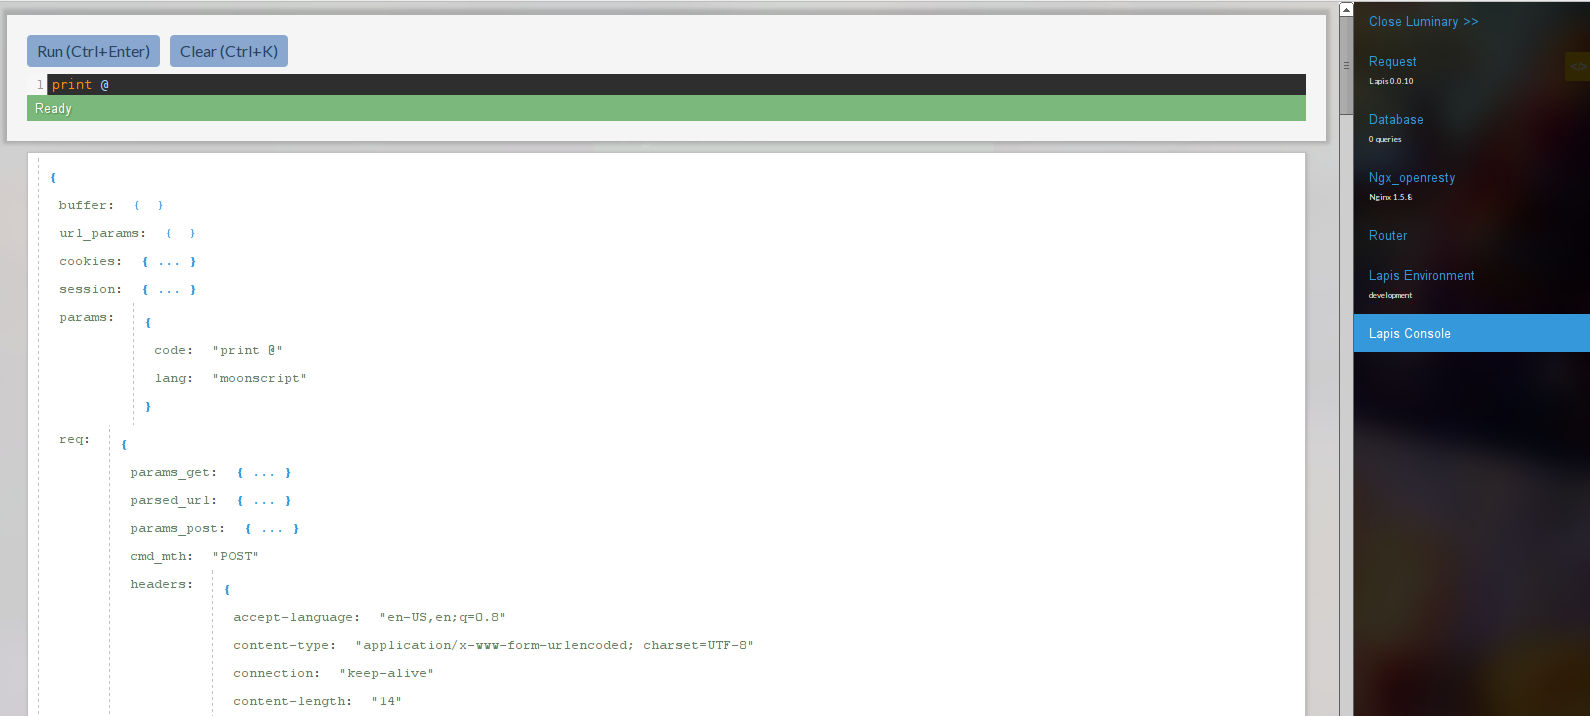 Run (Ctrl+Enter) Clear (Ctrl+K)
1 print @
Ready
{
buffer: { }
url_params: { }
cookies: { ... }
session: { ... }
params: {
code: "print @"
lang: "moonscript"
}
req: {
params_get: { ... }
parsed_url: { ... }
params_post: { ... }
cmd_mth: "POST"
headers: {
accept-language: "en-US,en;q=0.8"
content-type: "application/x-www-form-urlencoded; charset=UTF-8"
connection: "keep-alive"
content-length: "14"
Close Luminary >>
Request
Lapis 0.0.10
Database
0 queries
Ngx_openresty
Nginx 1.5.8
Router
Lapis Environment
development
Lapis Console
</>